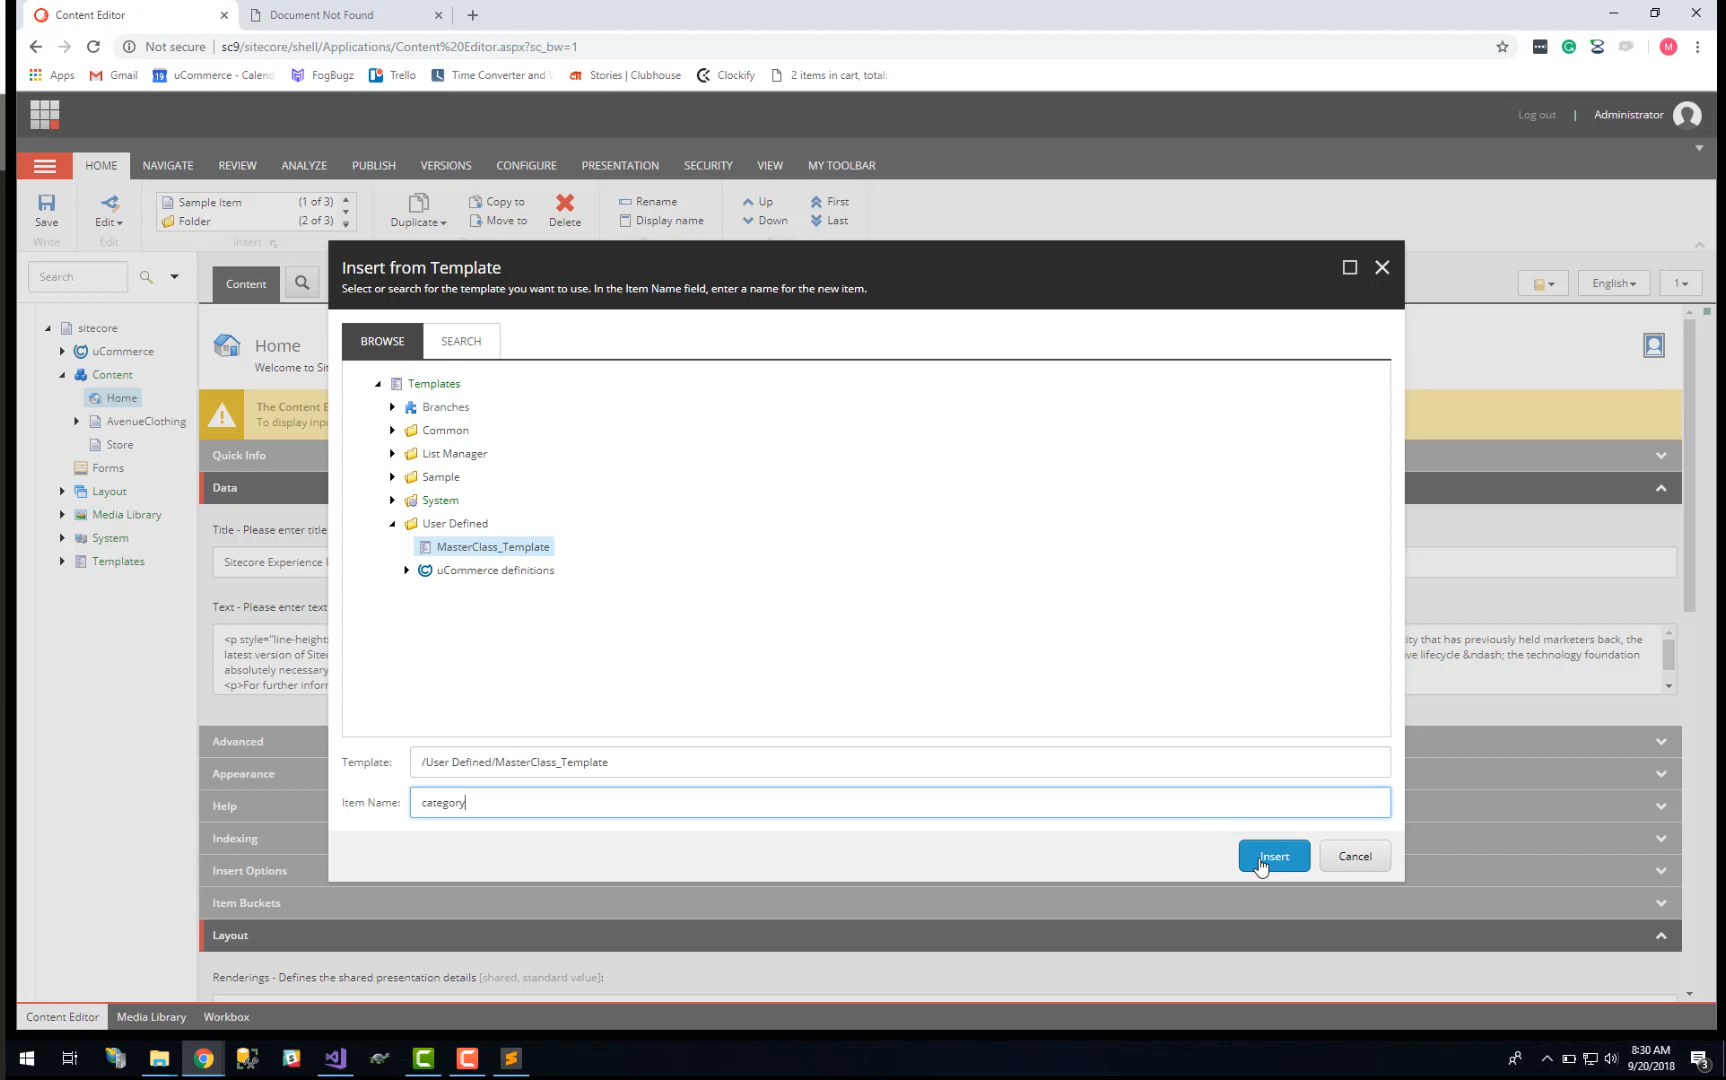 Content Editor
Document Not Found
Not secure
sc9/sitecore/shell/Applications/Content%20Editor.aspx?sc_bw=1
M
Apps
Gmail
19
uCommerce - Calend
FogBugz
Trello
Time Converter and
Stories | Clubhouse
Clockify
2 items in cart, total:
Log out | Administrator
HOME
NAVIGATE
REVIEW
ANALYZE
PUBLISH
VERSIONS
CONFIGURE
PRESENTATION
SECURITY
VIEW
MY TOOLBAR
Save
Write
Edit
Edit
Sample Item (1 of 3)
Folder (2 of 3)
Insert
Duplicate
Copy to
Move to
Delete
Rename
Display name
Up
Down
First
Last
Search
Content
English
1
sitecore
uCommerce
Content
Home
AvenueClothing
Store
Forms
Layout
Media Library
System
Templates
Home
Welcome to Sit
The Content E
To display inpu
Quick Info
Data
Title - Please enter title
Sitecore Experience P
Text - Please enter text
<p style="line-height:
latest version of Sitec
absolutely necessary
<p>For further inforn
city that has previously held marketers back, the
ve lifecycle &ndash; the technology foundation
Advanced
Appearance
Help
Indexing
Insert Options
Item Buckets
Layout
Renderings - Defines the shared presentation details [shared, standard value]:
Insert from Template
Select or search for the template you want to use. In the Item Name field, enter a name for the new item.
BROWSE
SEARCH
Templates
Branches
Common
List Manager
Sample
System
User Defined
MasterClass_Template
uCommerce definitions
Template: /User Defined/MasterClass_Template
Item Name: category
Insert
Cancel
Content Editor
Media Library
Workbox
8:30 AM
9/20/2018
3